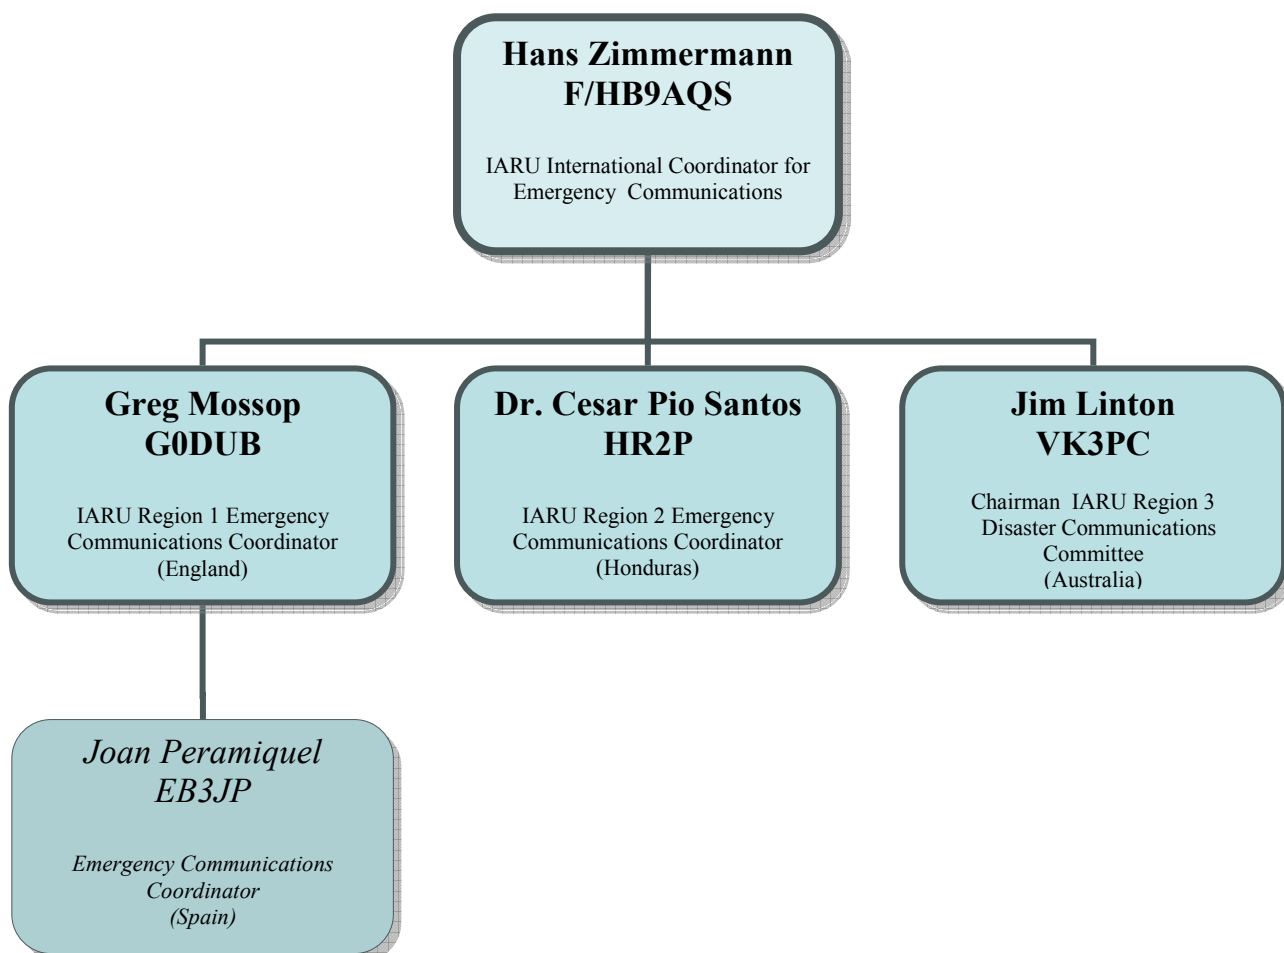 Hans Zimmermann
F/HB9AQS
IARU International Coordinator for
Emergency Communications
Greg Mossop
G0DUB
IARU Region 1 Emergency
Communications Coordinator
(England)
Dr. Cesar Pio Santos
HR2P
IARU Region 2 Emergency
Communications Coordinator
(Honduras)
Jim Linton
VK3PC
Chairman IARU Region 3
Disaster Communications
Committee
(Australia)
Joan Peramiquel
EB3JP
Emergency Communications
Coordinator
(Spain)